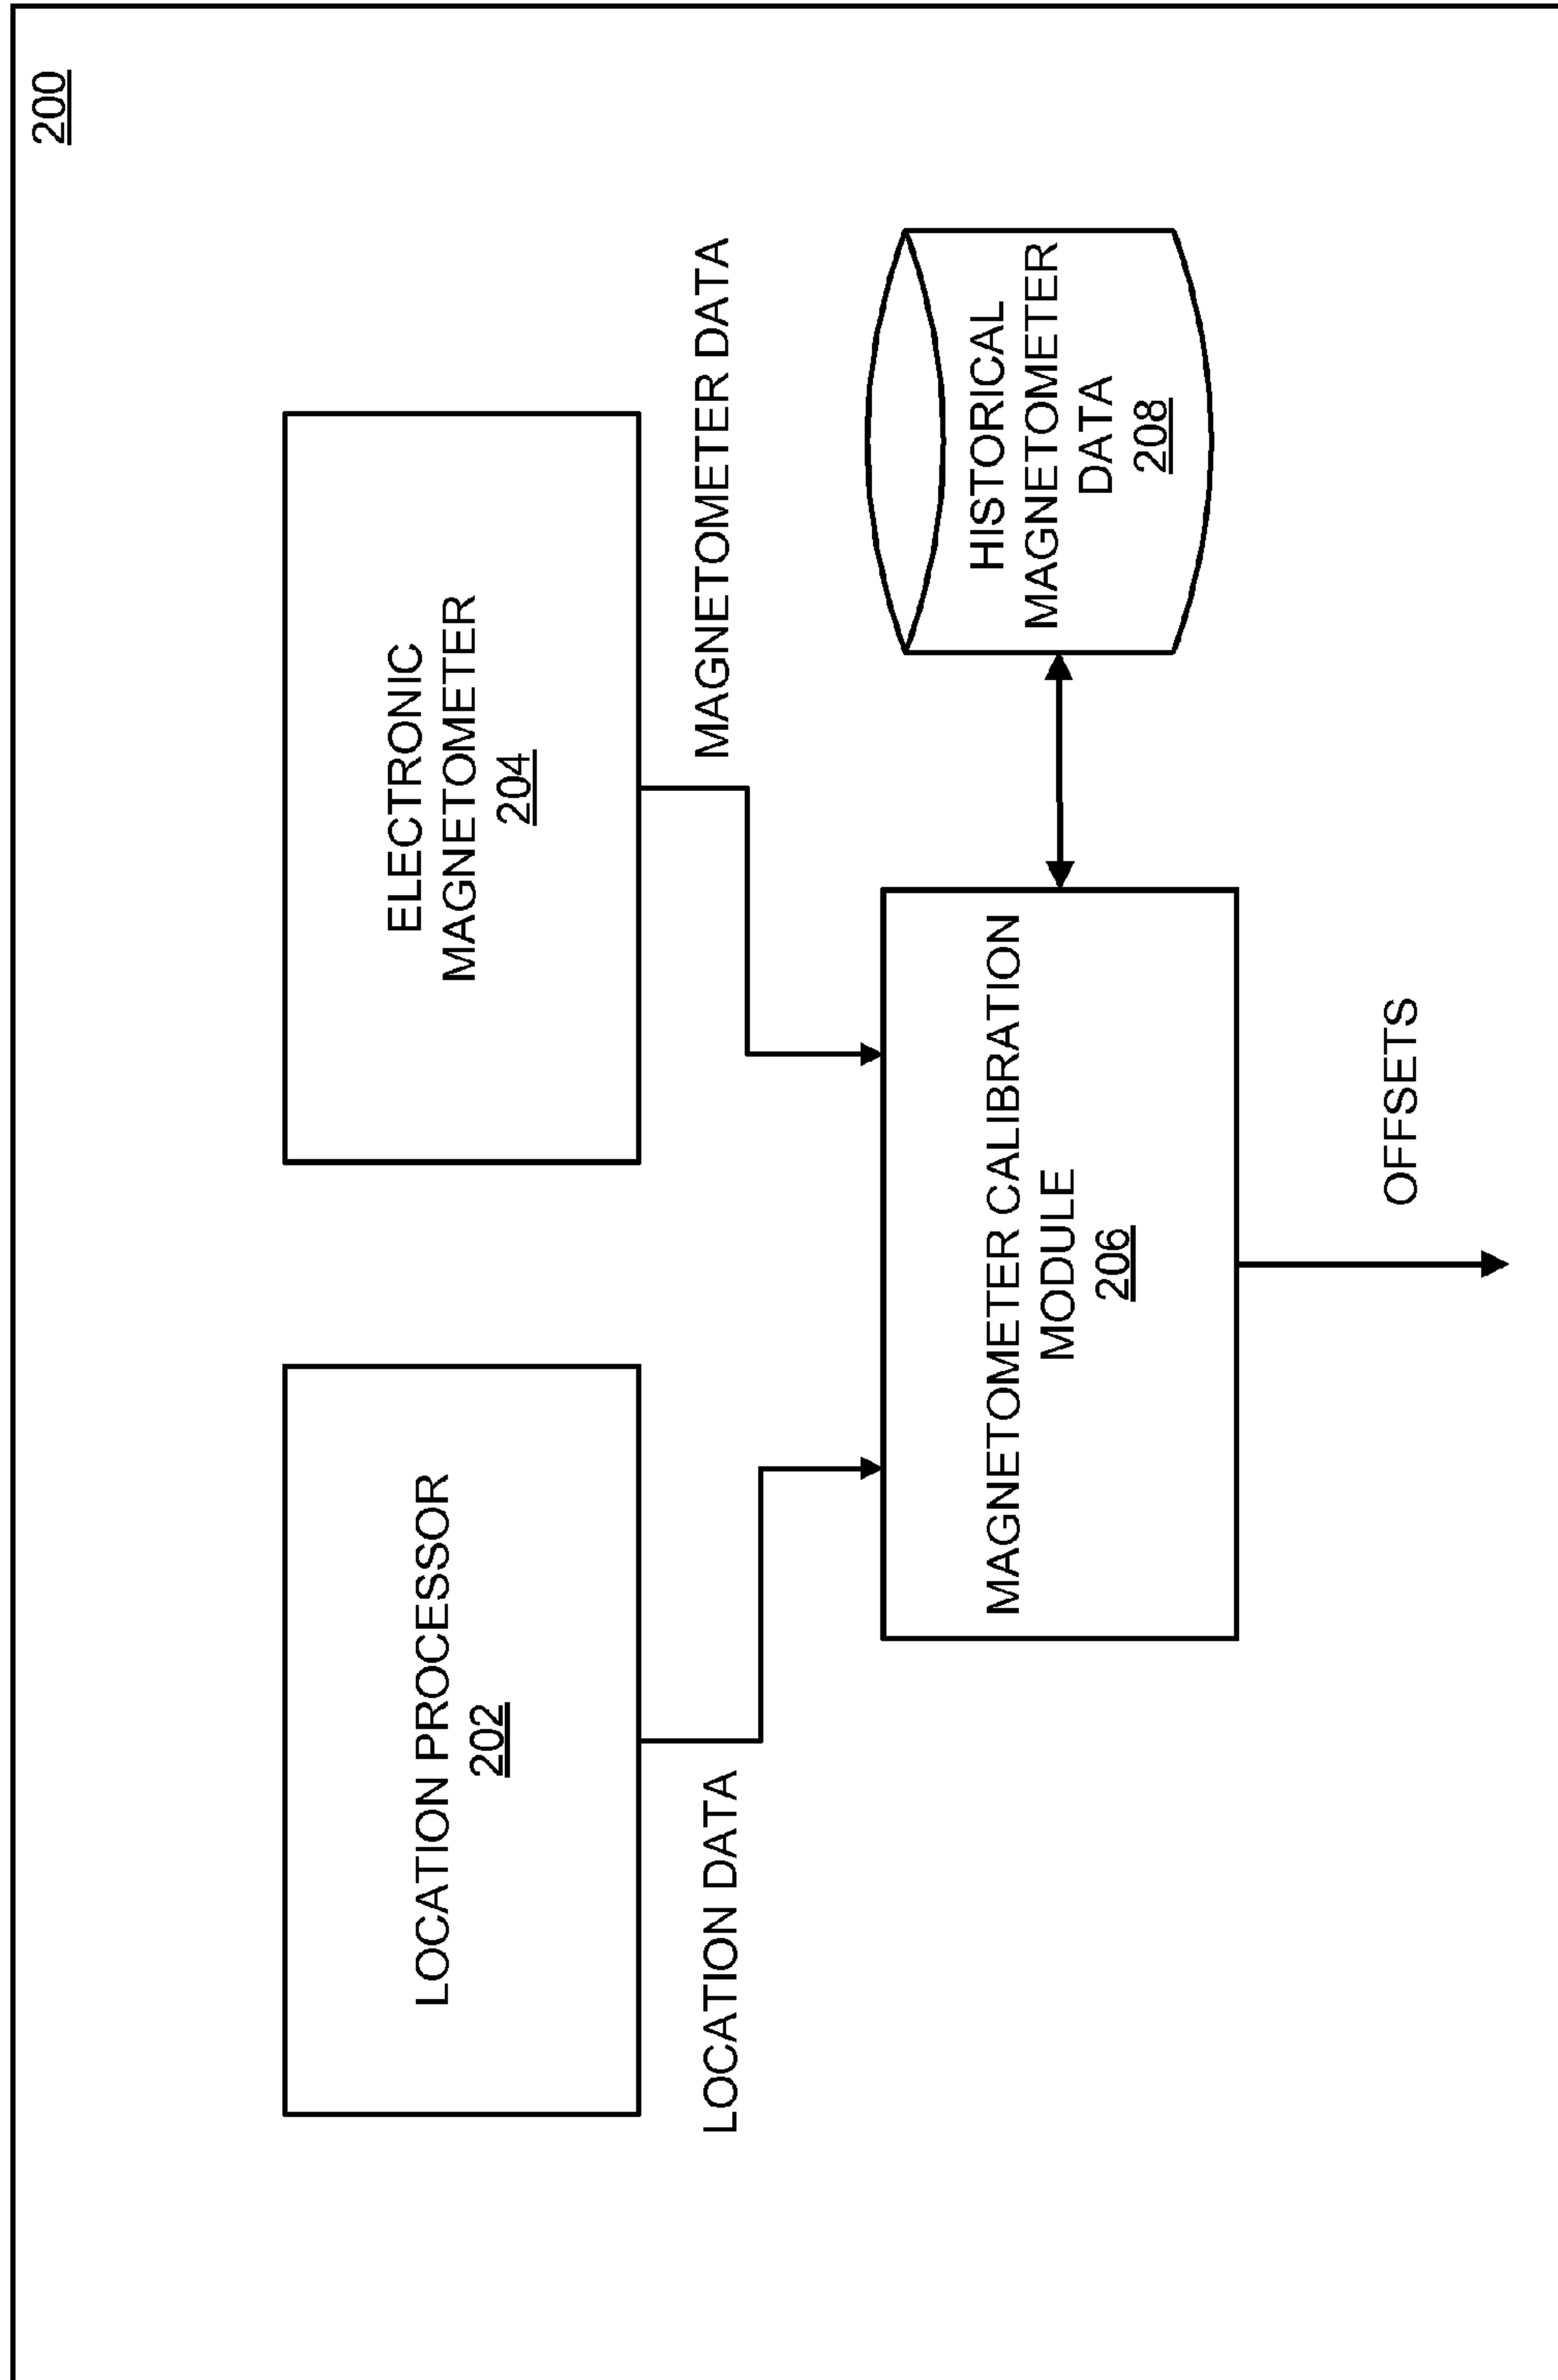 200
LOCATION PROCESSOR
202
ELECTRONIC
MAGNETOMETER
204
LOCATION DATA
MAGNETOMETER DATA
MAGNETOMETER CALIBRATION
MODULE
206
HISTORICAL
MAGNETOMETER
DATA
208
OFFSETS